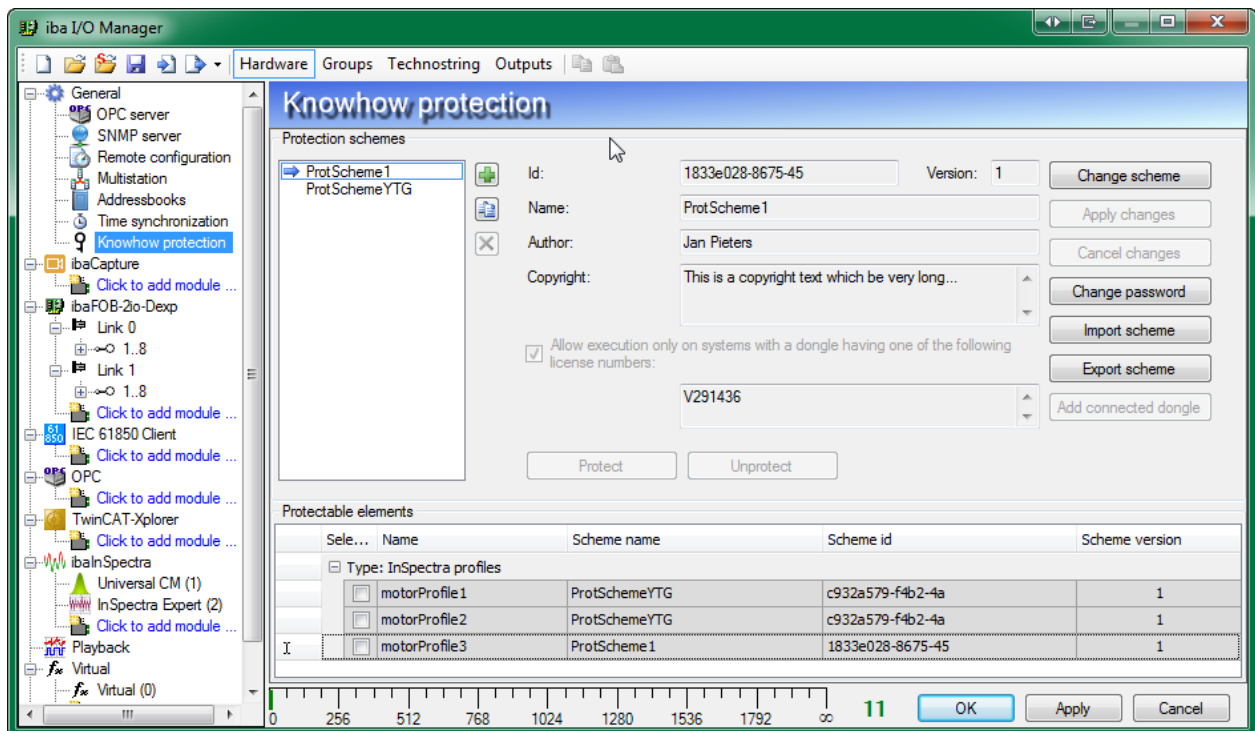 iba I/O Manager
Hardware Groups Technostring Outputs
General
OPC server
SNMP server
Remote configuration
Multistation
Addressbooks
Time synchronization
Knowhow protection
ibaCapture
Click to add module ...
ibaFOB-2io-Dexp
Link 0
1..8
Link 1
1..8
Click to add module ...
IEC 61850 Client
Click to add module ...
OPC
Click to add module ...
TwinCAT-Xplorer
Click to add module ...
ibaInSpectra
Universal CM (1)
InSpectra Expert (2)
Click to add module ...
Playback
Virtual
Virtual (0)
Knowhow protection
Protection schemes
ProtScheme1
ProtSchemeYTG
Id: 1833e028-8675-45 Version: 1
Name: ProtScheme1
Author: Jan Pieters
Copyright: This is a copyright text which be very long...
Allow execution only on systems with a dongle having one of the following
license numbers:
V291436
Protect Unprotect
Change scheme
Apply changes
Cancel changes
Change password
Import scheme
Export scheme
Add connected dongle
Protectable elements
Sele... Name Scheme name Scheme id Scheme version
Type: InSpectra profiles
motorProfile1 ProtSchemeYTG c932a579-f4b2-4a 1
motorProfile2 ProtSchemeYTG c932a579-f4b2-4a 1
motorProfile3 ProtScheme1 1833e028-8675-45 1
0 256 512 768 1024 1280 1536 1792 ∞ 11 OK Apply Cancel